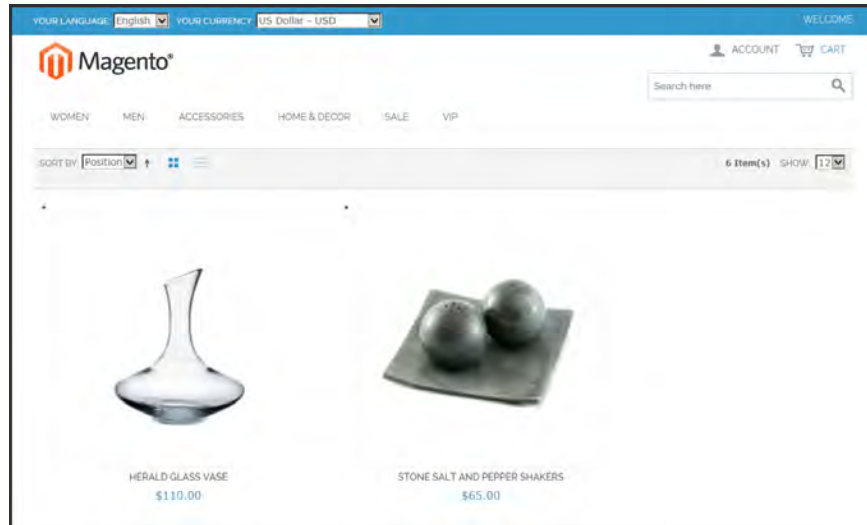 YOUR LANGUAGE: English YOUR CURRENCY: US Dollar - USD WELCOME
Magento®
ACCOUNT CART
Search here
WOMEN MEN ACCESSORIES HOME & DECOR SALE VIP
SORT BY: Position 6 Item(s) SHOW: 12
HERALD GLASS VASE STONE SALT AND PEPPER SHAKERS
$110.00 $65.00